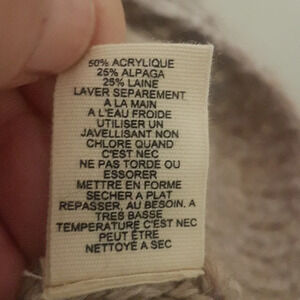 50% ACRYLIQUE
25% ALPAGA
25% LAINE
LAVER SEPAREMENT
A LA MAIN
A L'EAU FROIDE
UTILISER UN
JAVELLISANT NON
CHLORE QUAND
C'EST NEC
NE PAS TORDE OU
ESSORER
METTRE EN FORME
SECHER A PLAT
REPASSER, AU BESOIN, A
TRES BASSE
TEMPERATURE C'EST NEC
PEUT ÊTRE
NETTOYÉ A SEC